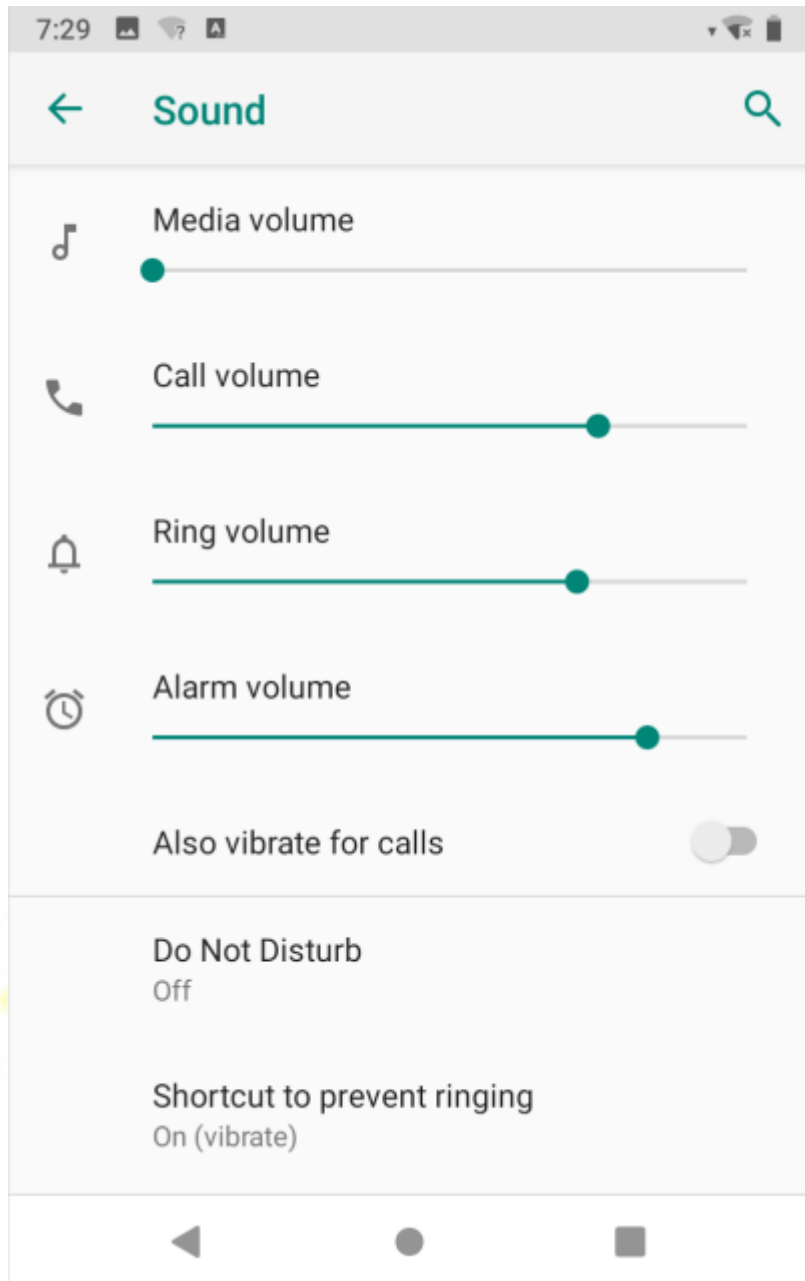 7:29
Sound
Media volume
Call volume
Ring volume
Alarm volume
Also vibrate for calls
Do Not Disturb
Off
Shortcut to prevent ringing
On (vibrate)